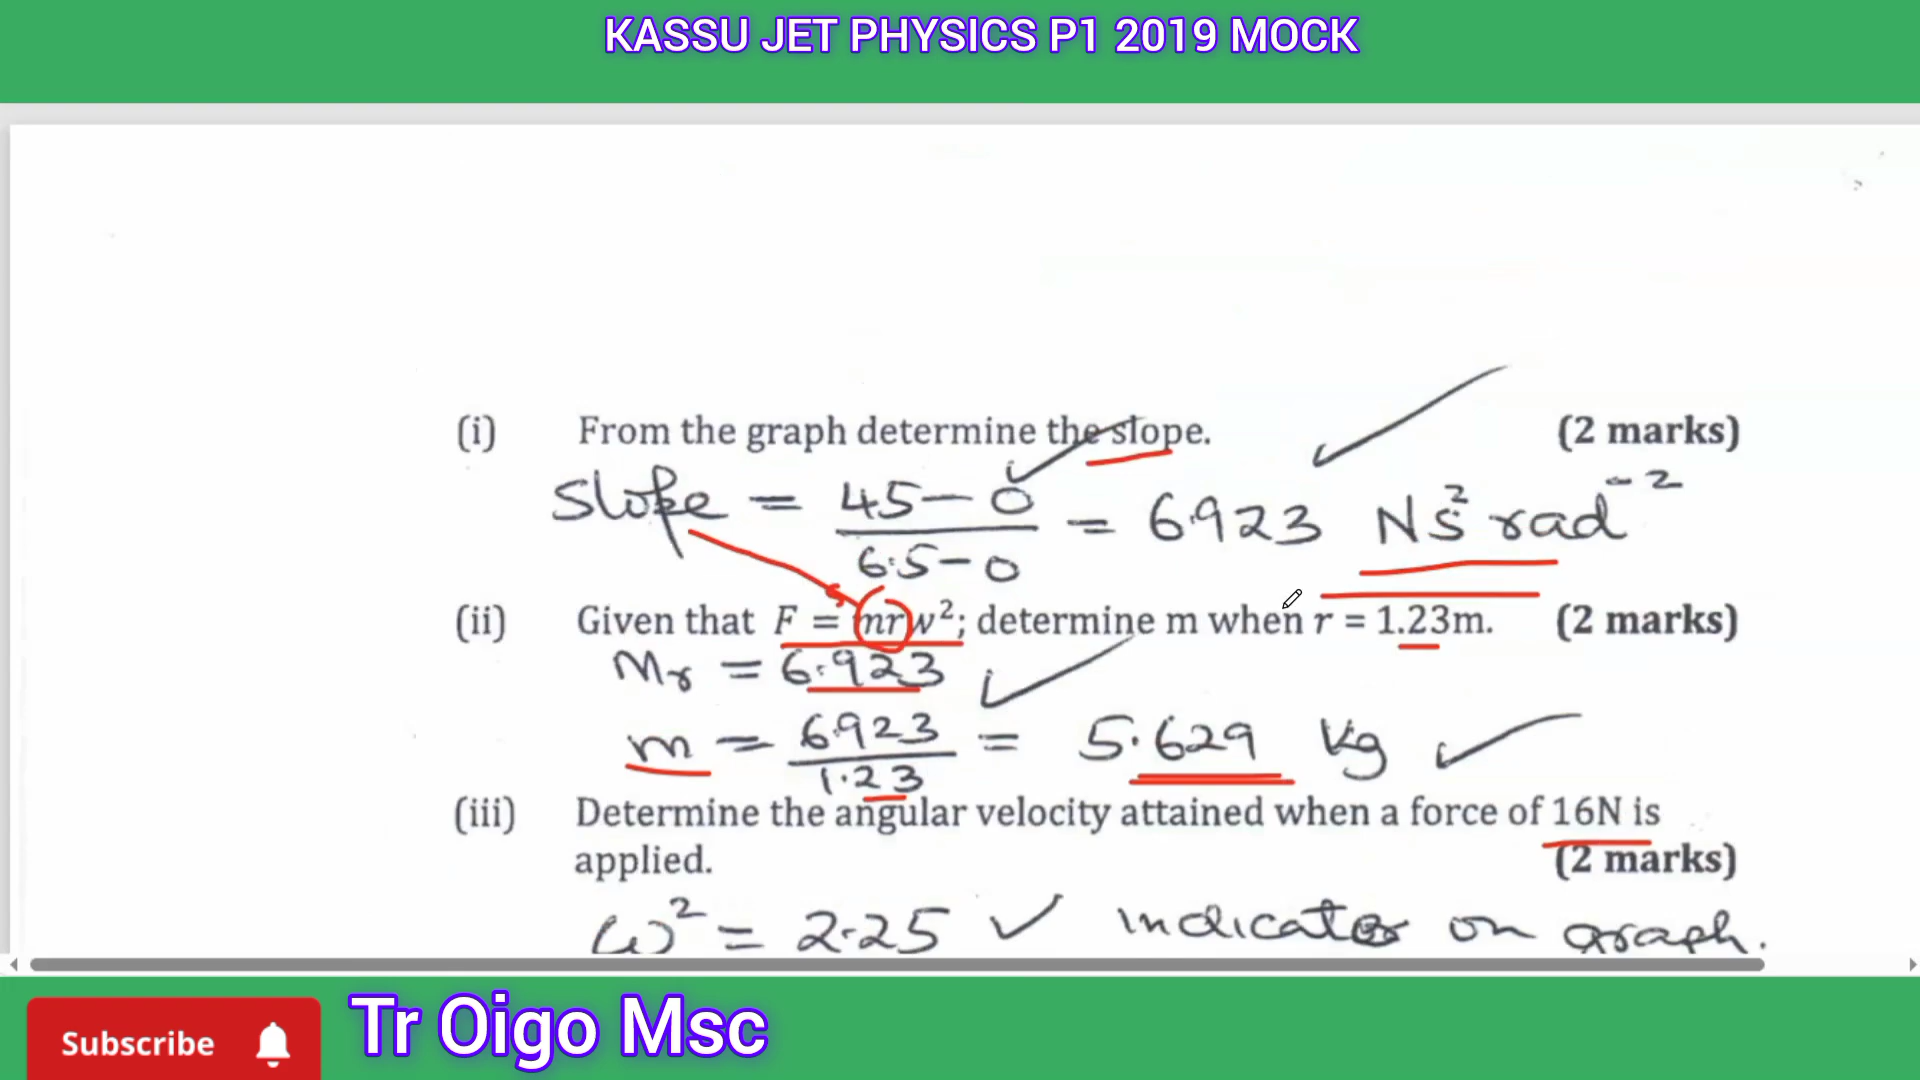 KASSU JET PHYSICS P1 2019 MOCK
(i) From the graph determine the slope. (2 marks)
Slope = 45 - 0 / 6.5 - 0 = 6.923 Ns² rad⁻²
(ii) Given that F = mrw²; determine m when r = 1.23m. (2 marks)
Mr = 6.923
m = 6.923 / 1.23 = 5.629 kg
(iii) Determine the angular velocity attained when a force of 16N is
applied. (2 marks)
ω² = 2.25 ✓ indicator on graph.
Subscribe
Tr Oigo Msc